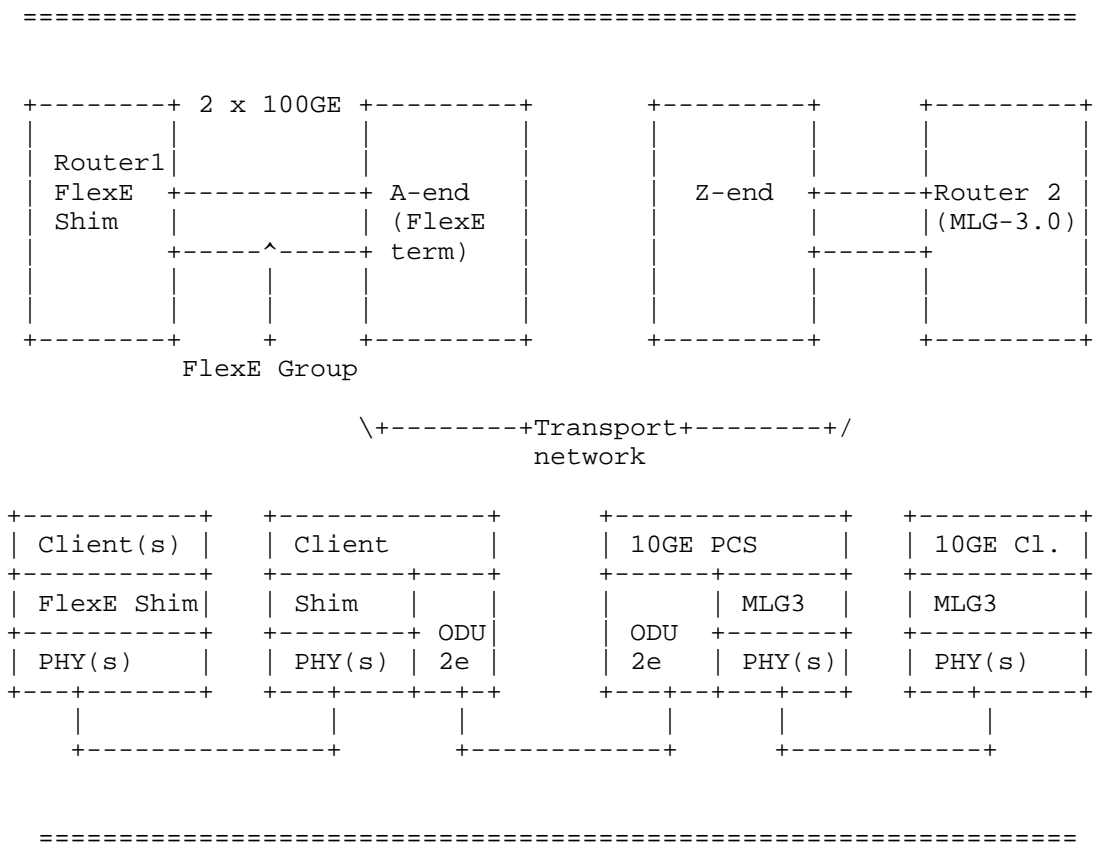 ==================================================================
+--------+ 2 x 100GE +---------+ +---------+ +---------+
| | | | | | | |
| Router1| | | | | | |
| FlexE +-----------+ A-end | | Z-end +------+Router 2 |
| Shim | | (FlexE | | | |(MLG-3.0)|
| +-----^-----+ term) | | +------+ |
| | | | | | | | |
| | | | | | | | |
+--------+ + +---------+ +---------+ +---------+
FlexE Group
\+--------+Transport+--------+/
network
+-----------+ +-------------+ +--------------+ +----------+
| Client(s) | | Client | | 10GE PCS | | 10GE Cl. |
+-----------+ +--------+----+ +------+-------+ +----------+
| FlexE Shim| | Shim | | | | MLG3 | | MLG3 |
+-----------+ +--------+ ODU| | ODU +-------+ +----------+
| PHY(s) | | PHY(s) | 2e | | 2e | PHY(s)| | PHY(s) |
+---+-------+ +---+----+--+-+ +---+--+---+---+ +---+------+
| | | | | |
+---------------+ +------------+ +------------+
=================================================================